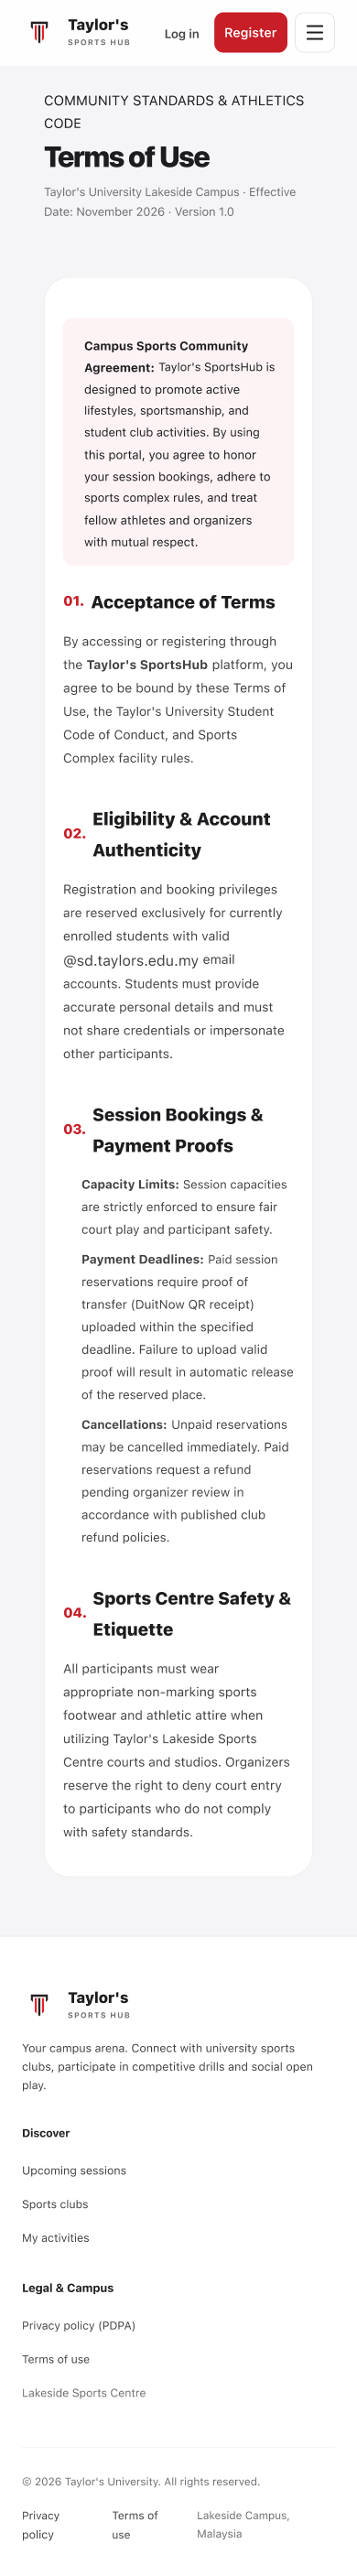 Taylor's
SPORTS HUB
Log in
Register
COMMUNITY STANDARDS & ATHLETICS
CODE
Terms of Use
Taylor's University Lakeside Campus · Effective
Date: November 2026 · Version 1.0
Campus Sports Community
Agreement: Taylor's SportsHub is
designed to promote active
lifestyles, sportsmanship, and
student club activities. By using
this portal, you agree to honor
your session bookings, adhere to
sports complex rules, and treat
fellow athletes and organizers
with mutual respect.
01. Acceptance of Terms
By accessing or registering through
the Taylor's SportsHub platform, you
agree to be bound by these Terms of
Use, the Taylor's University Student
Code of Conduct, and Sports
Complex facility rules.
02. Eligibility & Account
Authenticity
Registration and booking privileges
are reserved exclusively for currently
enrolled students with valid
@sd.taylors.edu.my email
accounts. Students must provide
accurate personal details and must
not share credentials or impersonate
other participants.
03. Session Bookings &
Payment Proofs
Capacity Limits: Session capacities
are strictly enforced to ensure fair
court play and participant safety.
Payment Deadlines: Paid session
reservations require proof of
transfer (DuitNow QR receipt)
uploaded within the specified
deadline. Failure to upload valid
proof will result in automatic release
of the reserved place.
Cancellations: Unpaid reservations
may be cancelled immediately. Paid
reservations request a refund
pending organizer review in
accordance with published club
refund policies.
04. Sports Centre Safety &
Etiquette
All participants must wear
appropriate non-marking sports
footwear and athletic attire when
utilizing Taylor's Lakeside Sports
Centre courts and studios. Organizers
reserve the right to deny court entry
to participants who do not comply
with safety standards.
Taylor's
SPORTS HUB
Your campus arena. Connect with university sports
clubs, participate in competitive drills and social open
play.
Discover
Upcoming sessions
Sports clubs
My activities
Legal & Campus
Privacy policy (PDPA)
Terms of use
Lakeside Sports Centre
© 2026 Taylor's University. All rights reserved.
Privacy
policy
Terms of
use
Lakeside Campus,
Malaysia